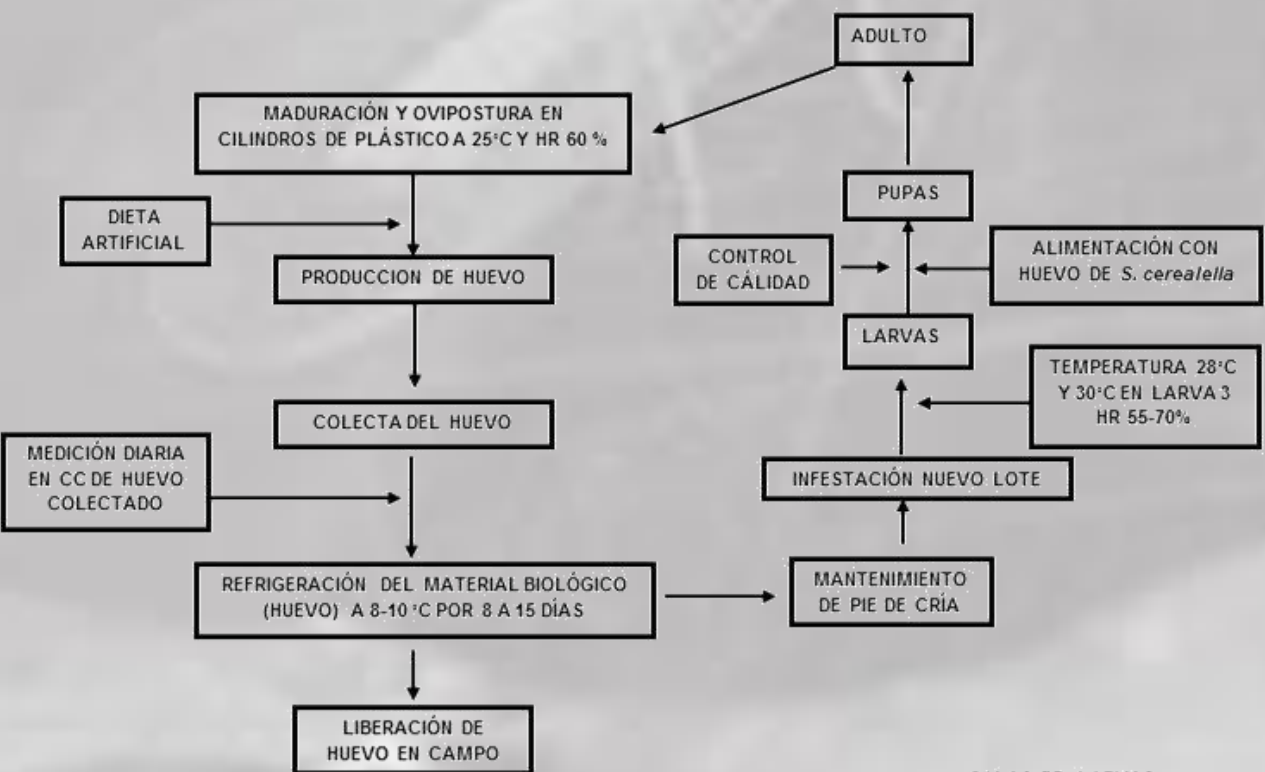 ADULTO
MADURACIÓN Y OVIPOSTURA EN
CILINDROS DE PLÁSTICO A 25°C Y HR 60 %
DIETA
ARTIFICIAL
PRODUCCION DE HUEVO
COLECTA DEL HUEVO
MEDICIÓN DIARIA
EN CC DE HUEVO
COLECTADO
REFRIGERACIÓN DEL MATERIAL BIOLÓGICO
(HUEVO) A 8-10 °C POR 8 A 15 DÍAS
LIBERACIÓN DE
HUEVO EN CAMPO
MANTENIMIENTO
DE PIE DE CRÍA
INFESTACIÓN NUEVO LOTE
TEMPERATURA 28°C
Y 30°C EN LARVA 3
HR 55-70%
LARVAS
CONTROL
DE CÁLIDAD
ALIMENTACIÓN CON
HUEVO DE S. cerealella
PUPAS